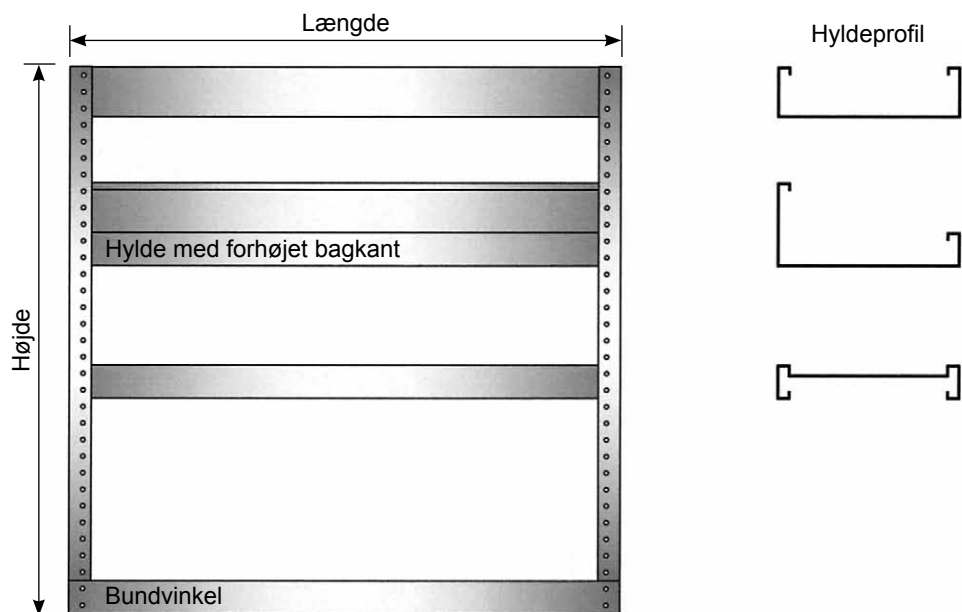 Længde
Hyldeprofil
Hylde med forhøjet bagkant
Højde
Bundvinkel